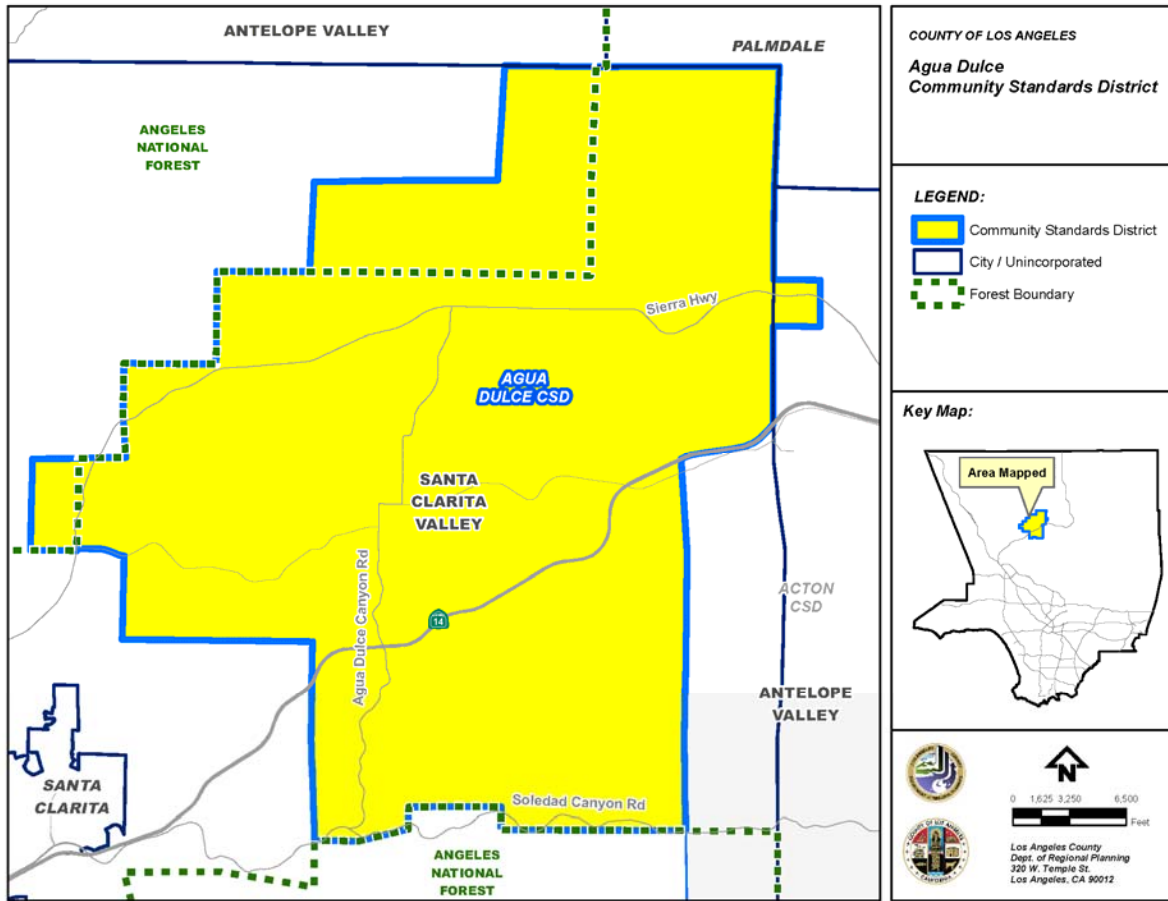 ANTELOPE VALLEY
PALMDALE
ANGELES
NATIONAL
FOREST
Sierra Hwy
AGUA
DULCE CSD
SANTA
CLARITA
VALLEY
Agua Dulce Canyon Rd
14
ACTON
CSD
ANTELOPE
VALLEY
SANTA
CLARITA
Soledad Canyon Rd
ANGELES
NATIONAL
FOREST
COUNTY OF LOS ANGELES
Agua Dulce
Community Standards District
LEGEND:
Community Standards District
City / Unincorporated
Forest Boundary
Key Map:
Area Mapped
N
0 1,625 3,250 6,500
Feet
Los Angeles County
Dept. of Regional Planning
320 W. Temple St.
Los Angeles, CA 90012